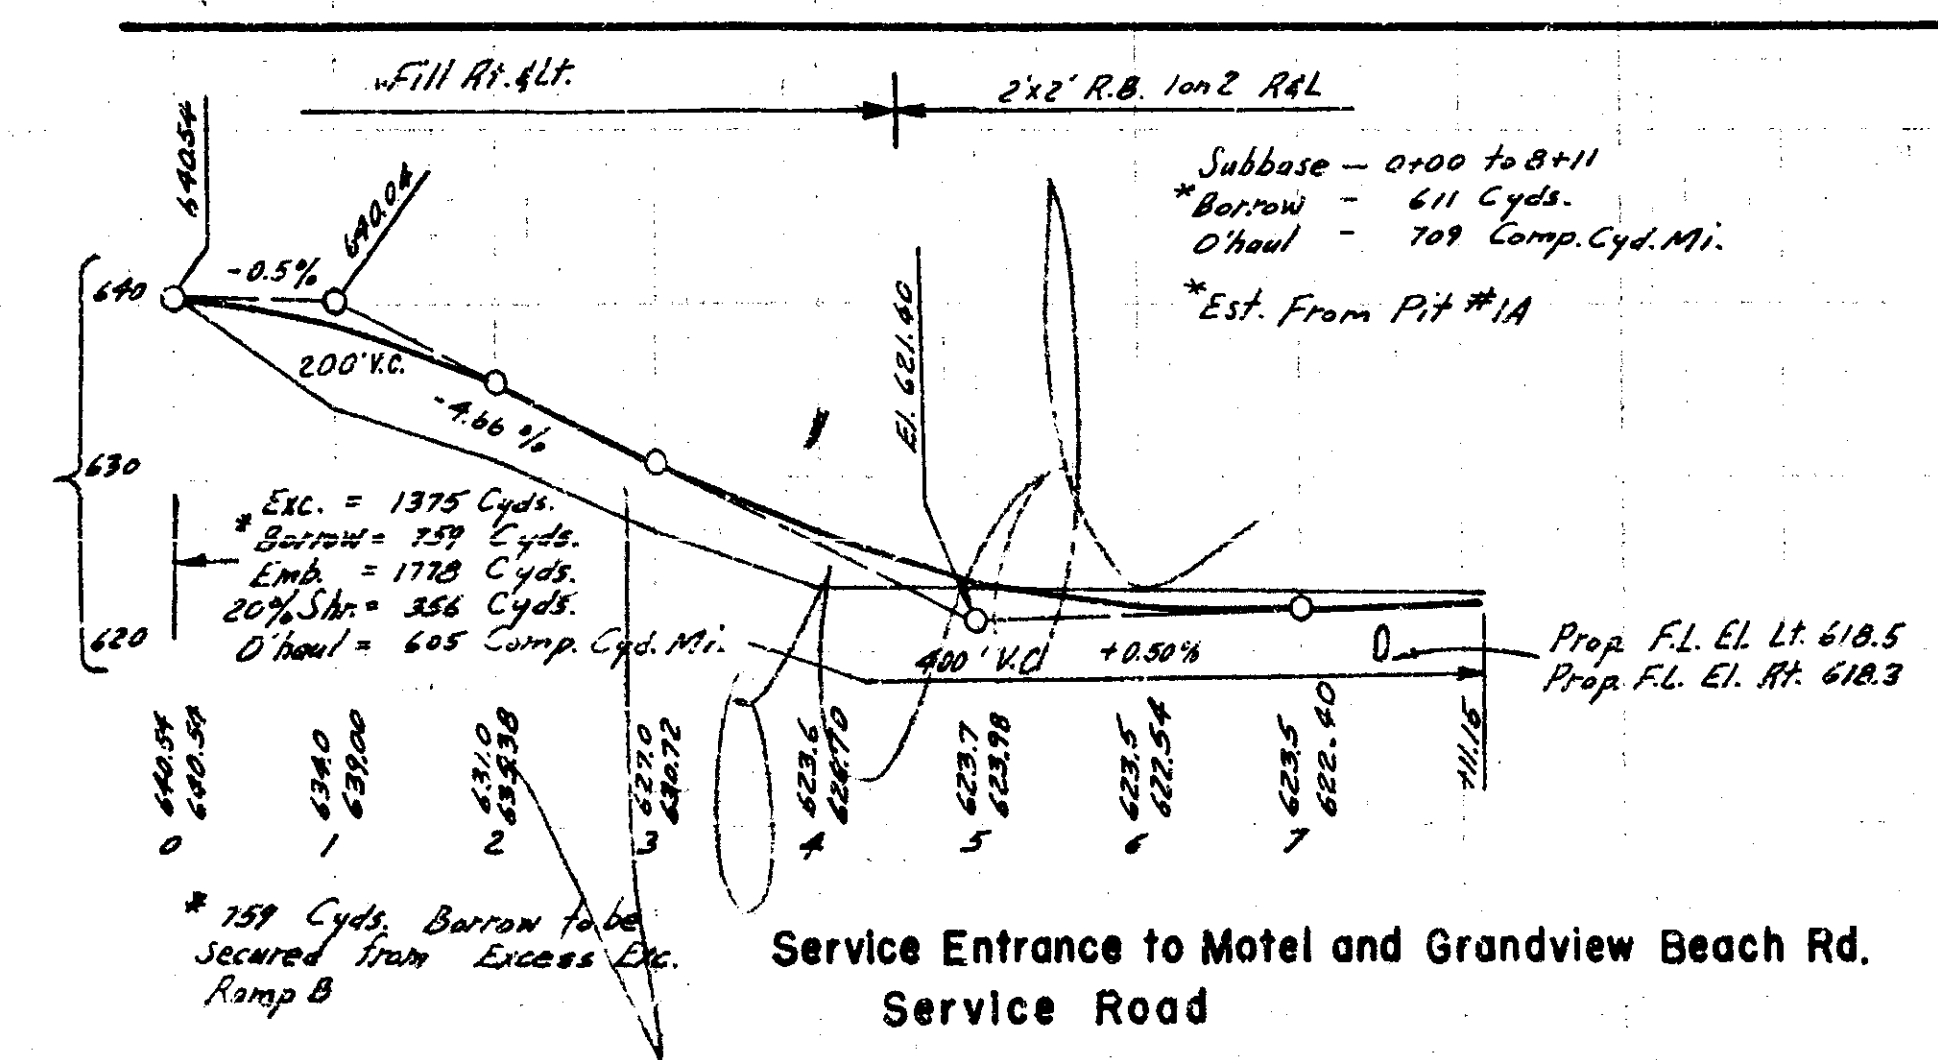 Fill Rt. & Lt.
2'x2' R.B. 1on2 R&L
640.54
640.04
Subbase - 0+00 to 8+11
*Borrow - 611 Cyds.
O'haul - 709 Comp. Cyd. Mi.
*Est. From Pit #1A
-0.5%
640
200' V.C.
-4.66 %
El. 621.40
630
Exc. = 1375 Cyds.
*Borrow = 759 Cyds.
Emb. = 1778 Cyds.
20% Shr. = 356 Cyds.
O'haul = 605 Comp. Cyd. Mi.
620
400' V.C.
+0.50%
Prop. F.L. El. Lt. 618.5
Prop. F.L. El. Rt. 618.3
640.54 634.0 631.0 627.0 623.6 623.7 623.5 623.5 +11.15
640.54 639.00 630.72 623.98 622.54 622.40
0 1 2 3 4 5 6 7
* 759 Cyds. Borrow to be
secured from Excess Exc.
Ramp B
Service Entrance to Motel and Grandview Beach Rd.
Service Road